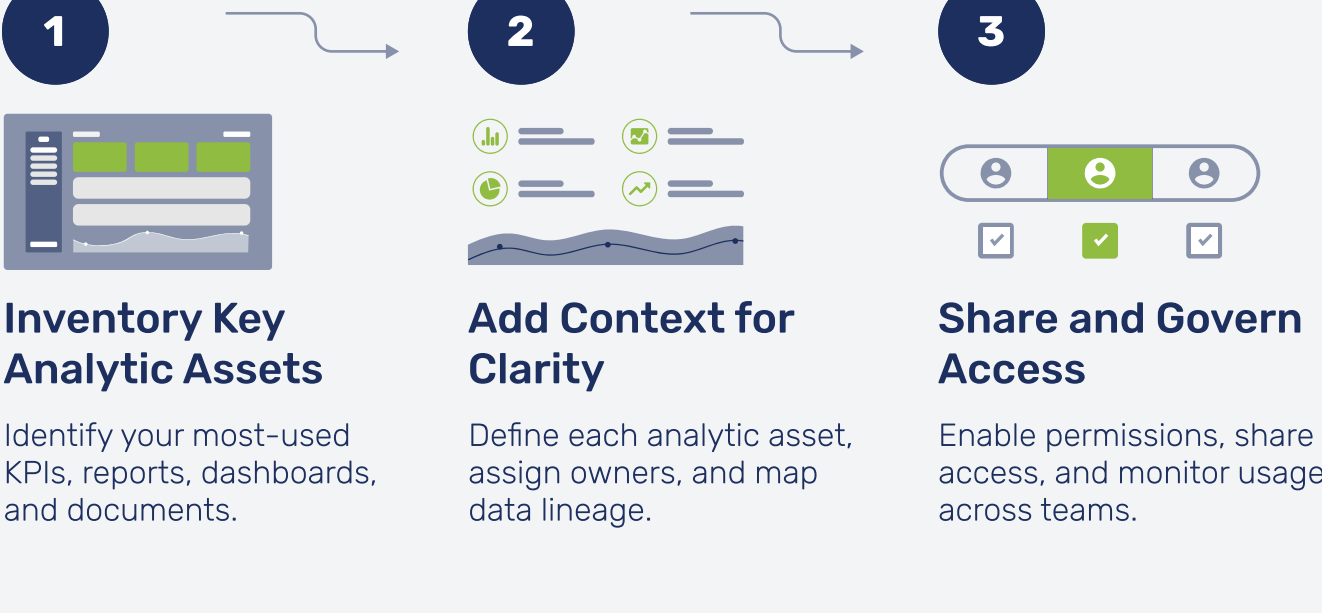 1
2
3
Inventory Key
Analytic Assets
Identify your most-used
KPIs, reports, dashboards,
and documents.
Add Context for
Clarity
Define each analytic asset,
assign owners, and map
data lineage.
Share and Govern
Access
Enable permissions, share
access, and monitor usage
across teams.